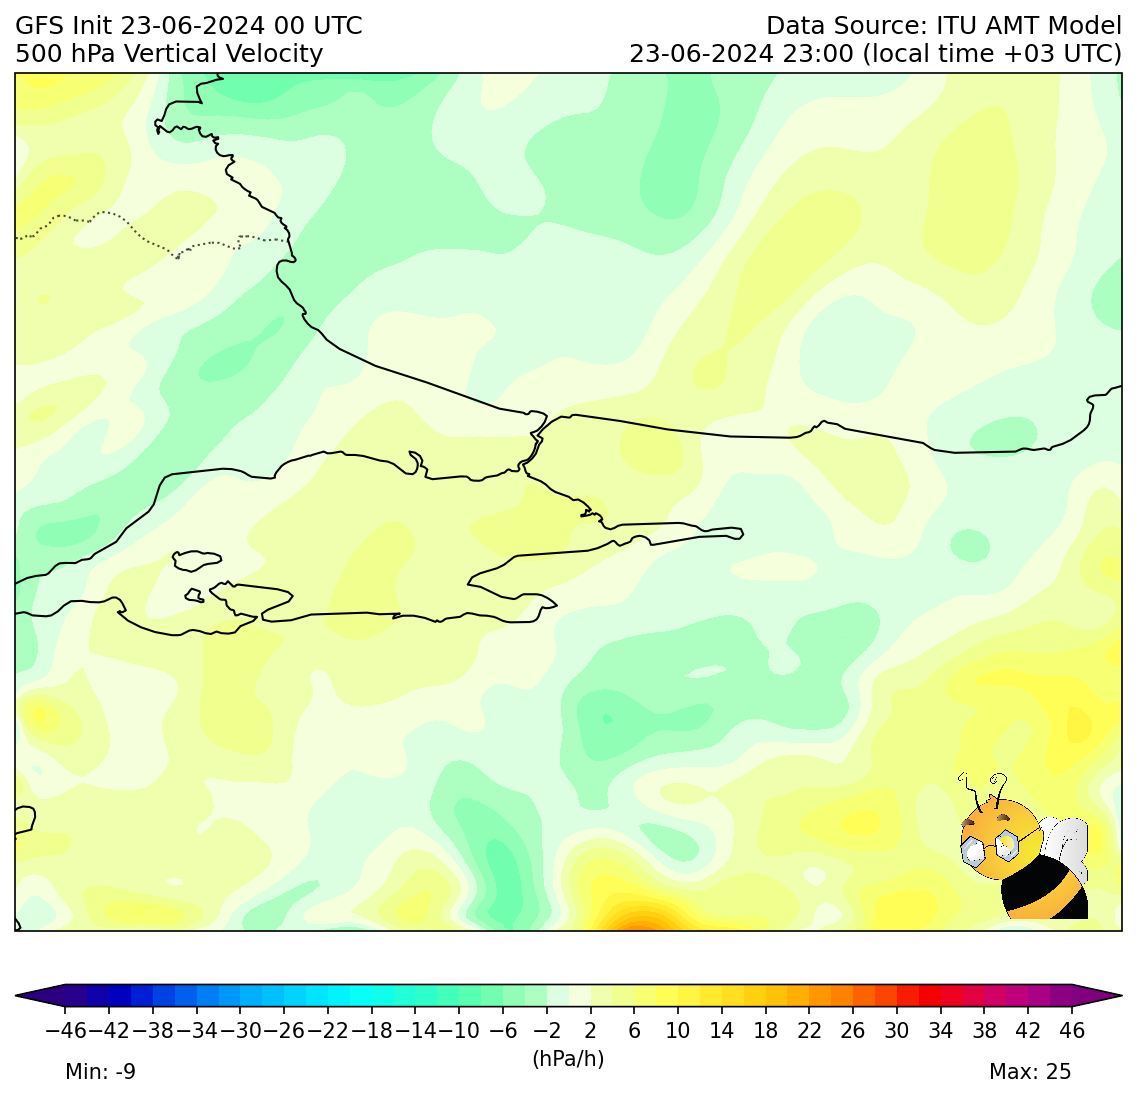 GFS Init 23-06-2024 00 UTC
Data Source: ITU AMT Model
500 hPa Vertical Velocity
23-06-2024 23:00 (local time +03 UTC)
−46 −42 −38 −34 −30 −26 −22 −18 −14 −10 −6 −2 2 6 10 14 18 22 26 30 34 38 42 46
(hPa/h)
Min: -9
Max: 25